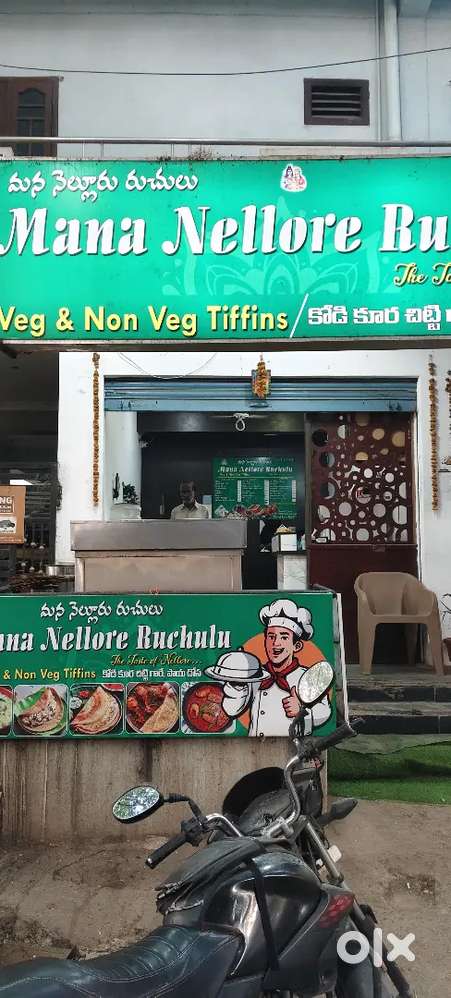 మన నెల్లూరు రుచులు
Mana Nellore Ru
The
Veg & Non Veg Tiffins / కోడి కూర చిట్టి
Mana Nellore Ruchulu
NG
మన నెల్లూరు రుచులు
ana Nellore Ruchulu
The Taste of Nellore...
& Non Veg Tiffins కోడి కూర చిట్టి గారె, పాయ దోస
olx